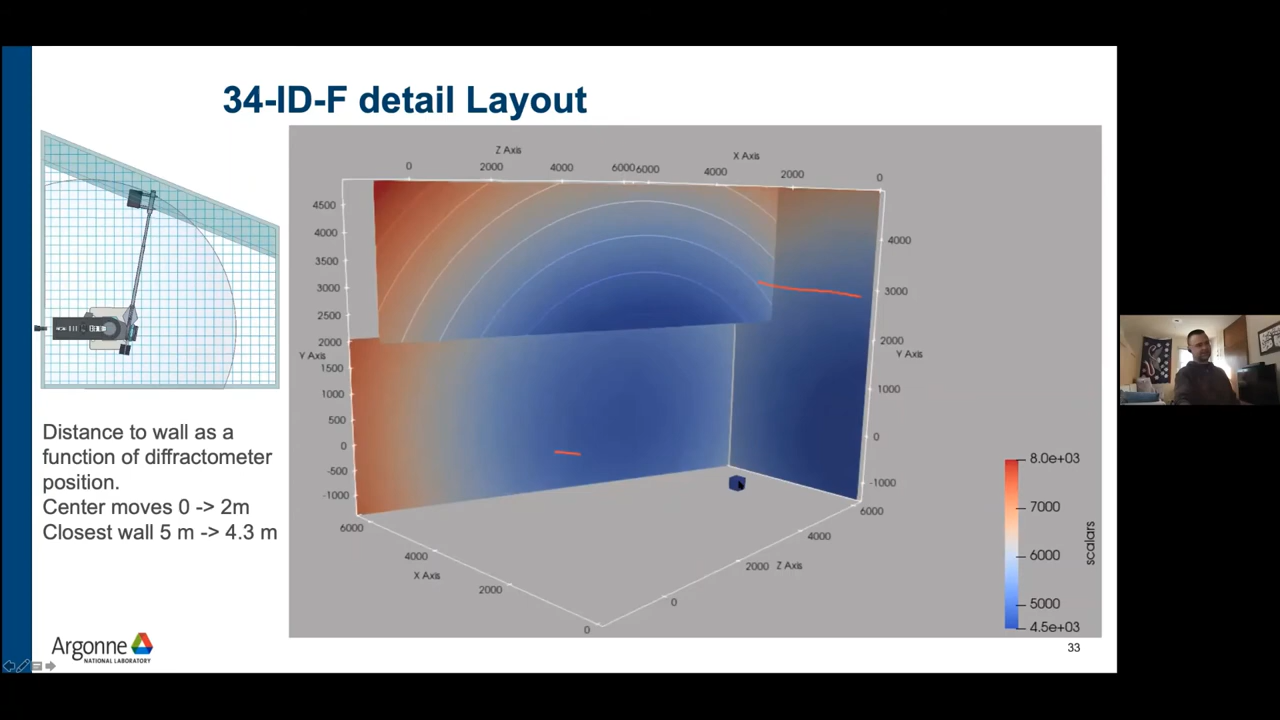 34-ID-F detail Layout
Z Axis
X Axis
0
2000
4000
6000
6000
4000
2000
0
4500
4000
3500
3000
2500
2000
Y Axis
1500
1000
500
0
-500
-1000
4000
3000
2000
Y Axis
1000
0
-1000
6000
4000
X Axis
2000
0
6000
4000
2000
Z Axis
0
8.0e+03
7000
6000
5000
4.5e+03
scalars
Distance to wall as a
function of diffractometer
position.
Center moves 0 -> 2m
Closest wall 5 m -> 4.3 m
Argonne
NATIONAL LABORATORY
33